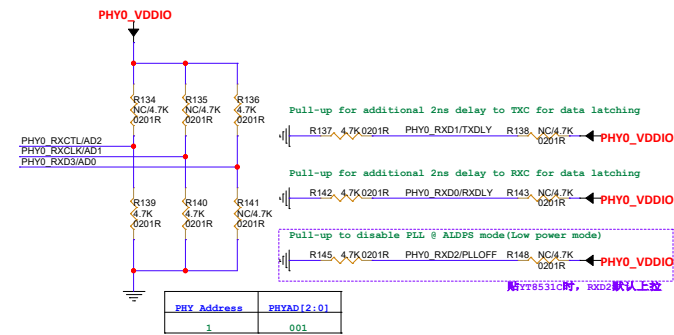 PHY0_VDDIO
R134
NC/4.7K
0201R
R135
NC/4.7K
0201R
R136
4.7K
0201R
PHY0_RXCTL/AD2
PHY0_RXCLK/AD1
PHY0_RXD3/AD0
R139
4.7K
0201R
R140
4.7K
0201R
R141
NC/4.7K
0201R
Pull-up for additional 2ns delay to TXC for data latching
R137 4.7K 0201R PHY0_RXD1/TXDLY R138 NC/4.7K 0201R PHY0_VDDIO
Pull-up for additional 2ns delay to RXC for data latching
R142 4.7K 0201R PHY0_RXD0/RXDLY R143 NC/4.7K 0201R PHY0_VDDIO
Pull-up to disable PLL @ ALDPS mode(Low power mode)
R145 4.7K 0201R PHY0_RXD2/PLLOFF R148 NC/4.7K 0201R PHY0_VDDIO
贴YT8531C时，RXD2默认上拉
PHY Address PHYAD[2:0]
1 001